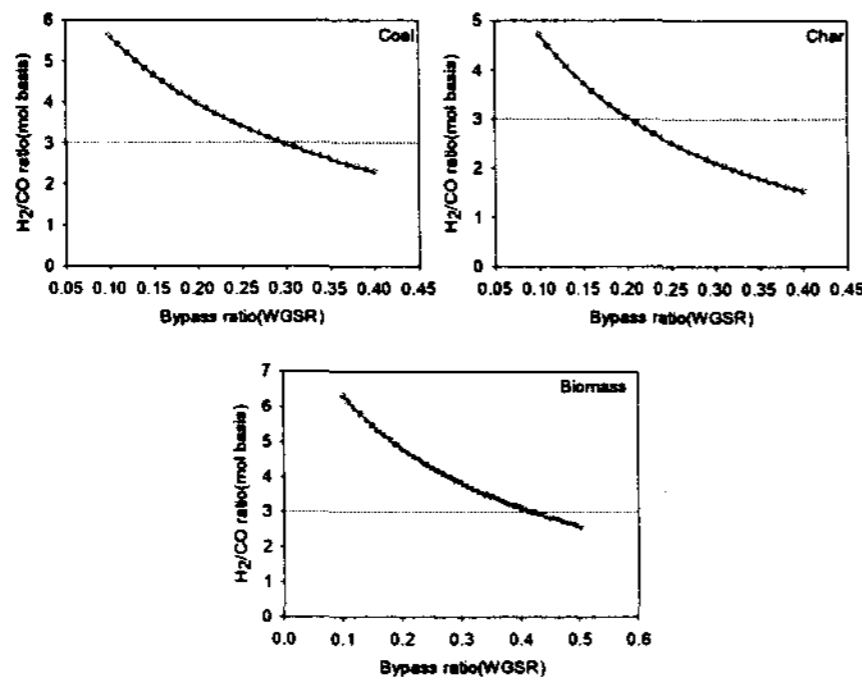 Coal
6
5
4
3
2
1
0
H2/CO ratio(mol basis)
0.05 0.10 0.15 0.20 0.25 0.30 0.35 0.40 0.45
Bypass ratio(WGSR)
Char
5
4
3
2
1
0
H2/CO ratio(mol basis)
0.05 0.10 0.15 0.20 0.25 0.30 0.35 0.40 0.45
Bypass ratio(WGSR)
Biomass
7
6
5
4
3
2
1
0
H2/CO ratio(mol basis)
0.0 0.1 0.2 0.3 0.4 0.5 0.6
Bypass ratio(WGSR)